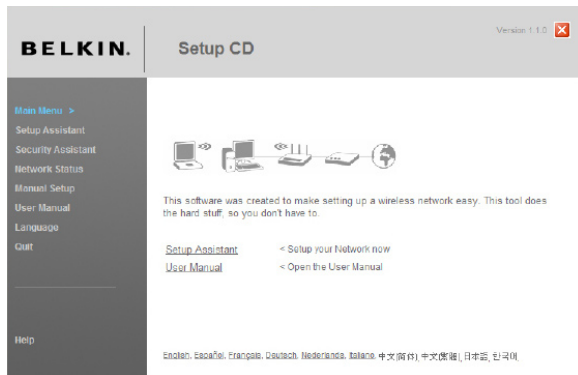 BELKIN.
Setup CD
Version 1.1.0
Main Menu >
Setup Assistant
Security Assistant
Network Status
Manual Setup
User Manual
Language
Quit
Help
This software was created to make setting up a wireless network easy. This tool does
the hard stuff, so you don't have to.
Setup Assistant < Setup your Network now
User Manual < Open the User Manual
English, Español, Français, Deutsch, Nederlands, Italiano, 中文(简体), 中文(繁體), 日本語, 한국어